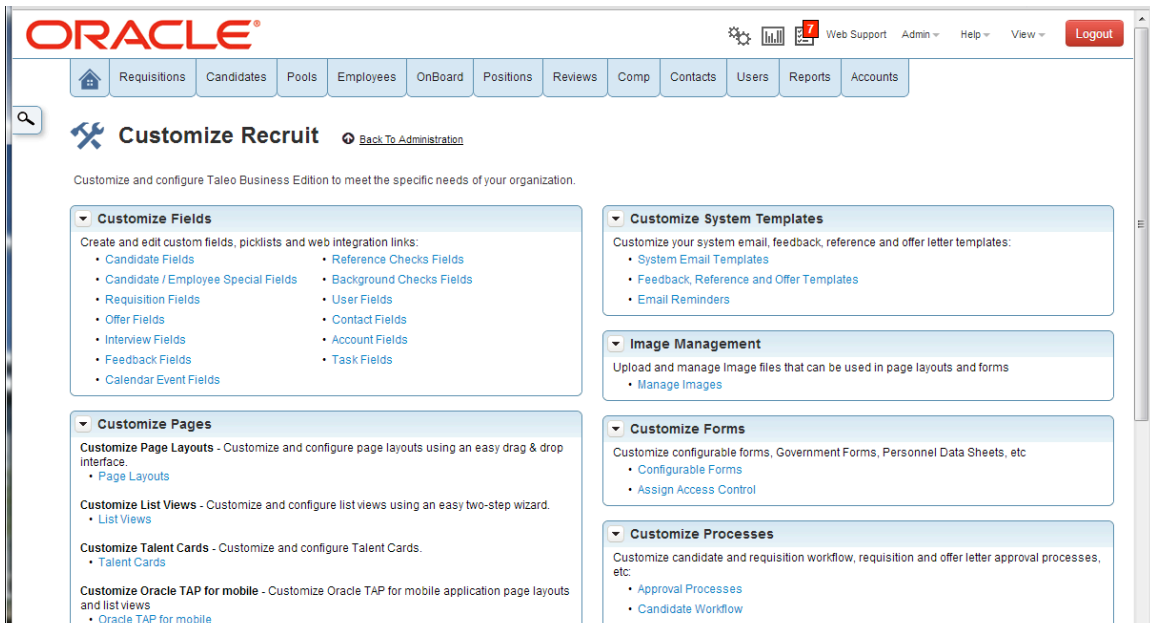 ORACLE®
7
Web Support Admin Help View Logout
Requisitions Candidates Pools Employees OnBoard Positions Reviews Comp Contacts Users Reports Accounts
Customize Recruit Back To Administration
Customize and configure Taleo Business Edition to meet the specific needs of your organization.
Customize Fields
Create and edit custom fields, picklists and web integration links:
• Candidate Fields
• Candidate / Employee Special Fields
• Requisition Fields
• Offer Fields
• Interview Fields
• Feedback Fields
• Calendar Event Fields
• Reference Checks Fields
• Background Checks Fields
• User Fields
• Contact Fields
• Account Fields
• Task Fields
Customize Pages
Customize Page Layouts - Customize and configure page layouts using an easy drag & drop
interface.
• Page Layouts
Customize List Views - Customize and configure list views using an easy two-step wizard.
• List Views
Customize Talent Cards - Customize and configure Talent Cards.
• Talent Cards
Customize Oracle TAP for mobile - Customize Oracle TAP for mobile application page layouts
and list views
• Oracle TAP for mobile
Customize System Templates
Customize your system email, feedback, reference and offer letter templates:
• System Email Templates
• Feedback, Reference and Offer Templates
• Email Reminders
Image Management
Upload and manage Image files that can be used in page layouts and forms
• Manage Images
Customize Forms
Customize configurable forms, Government Forms, Personnel Data Sheets, etc
• Configurable Forms
• Assign Access Control
Customize Processes
Customize candidate and requisition workflow, requisition and offer letter approval processes,
etc:
• Approval Processes
• Candidate Workflow